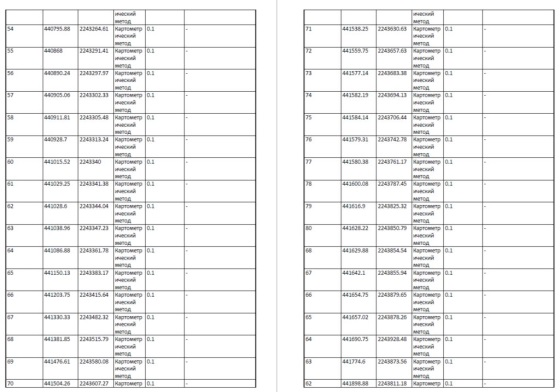 ический
метод
54 440795.88 2243264.61 Картометр 0.1 -
ический
метод
55 440868 2243291.41 Картометр 0.1 -
ический
метод
56 440890.24 2243297.97 Картометр 0.1 -
ический
метод
57 440905.06 2243302.33 Картометр 0.1 -
ический
метод
58 440911.81 2243305.48 Картометр 0.1 -
ический
метод
59 440928.7 2243313.24 Картометр 0.1 -
ический
метод
60 441015.52 2243340 Картометр 0.1 -
ический
метод
61 441029.25 2243341.38 Картометр 0.1 -
ический
метод
62 441028.6 2243344.04 Картометр 0.1 -
ический
метод
63 441038.96 2243347.23 Картометр 0.1 -
ический
метод
64 441086.88 2243361.76 Картометр 0.1 -
ический
метод
65 441150.13 2243383.17 Картометр 0.1 -
ический
метод
66 441203.75 2243415.64 Картометр 0.1 -
ический
метод
67 441330.33 2243482.32 Картометр 0.1 -
ический
метод
68 441381.85 2243515.79 Картометр 0.1 -
ический
метод
69 441476.61 2243580.08 Картометр 0.1 -
ический
метод
70 441504.26 2243607.27 Картометр 0.1 -
ический
метод
71 441538.25 2243630.63 Картометр 0.1 -
ический
метод
72 441559.75 2243657.63 Картометр 0.1 -
ический
метод
73 441577.14 2243683.38 Картометр 0.1 -
ический
метод
74 441582.19 2243694.13 Картометр 0.1 -
ический
метод
75 441584.14 2243706.44 Картометр 0.1 -
ический
метод
76 441579.31 2243742.78 Картометр 0.1 -
ический
метод
77 441580.38 2243761.17 Картометр 0.1 -
ический
метод
78 441600.08 2243787.45 Картометр 0.1 -
ический
метод
79 441616.9 2243825.32 Картометр 0.1 -
ический
метод
80 441628.22 2243850.79 Картометр 0.1 -
ический
метод
68 441629.88 2243854.54 Картометр 0.1 -
ический
метод
67 441642.1 2243855.94 Картометр 0.1 -
ический
метод
66 441654.75 2243879.65 Картометр 0.1 -
ический
метод
65 441657.02 2243878.26 Картометр 0.1 -
ический
метод
64 441690.75 2243928.48 Картометр 0.1 -
ический
метод
63 441774.6 2243873.56 Картометр 0.1 -
ический
метод
62 441898.88 2243811.18 Картометр 0.1 -